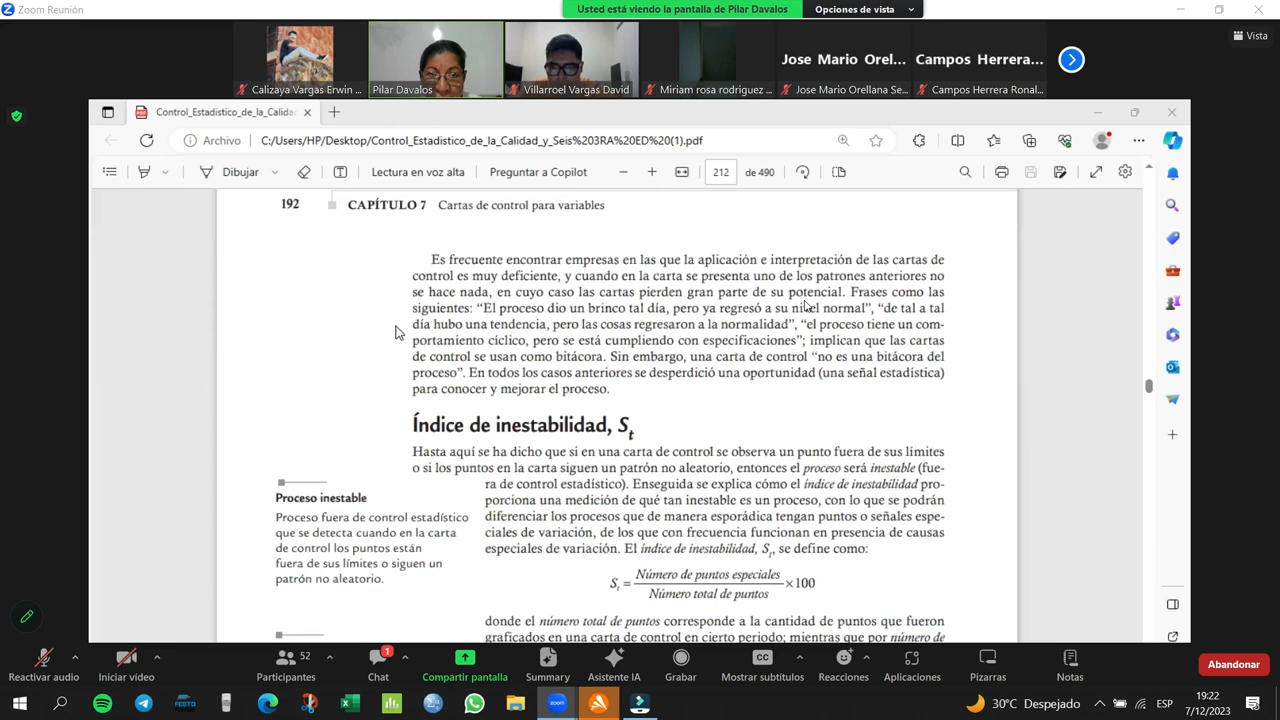 Zoom Reunión
Usted está viendo la pantalla de Pilar Davalos
Opciones de vista
Vista
Jose Mario Orel...
Campos Herrera...
Calizaya Vargas Erwin ...
Pilar Davalos
Villarroel Vargas David
Miriam rosa rodriguez ...
Jose Mario Orellana Se...
Campos Herrera Ronal...
Control_Estadistico_de_la_Calida
Archivo
C:/Users/HP/Desktop/Control_Estadistico_de_la_Calidad_y_Seis%203RA%20ED%20(1).pdf
Dibujar
Lectura en voz alta
Preguntar a Copilot
212
de 490
192 CAPÍTULO 7 Cartas de control para variables
Es frecuente encontrar empresas en las que la aplicación e interpretación de las cartas de
control es muy deficiente, y cuando en la carta se presenta uno de los patrones anteriores no
se hace nada, en cuyo caso las cartas pierden gran parte de su potencial. Frases como las
siguientes: “El proceso dio un brinco tal día, pero ya regresó a su nivel normal”, “de tal a tal
día hubo una tendencia, pero las cosas regresaron a la normalidad”, “el proceso tiene un com-
portamiento cíclico, pero se está cumpliendo con especificaciones”; implican que las cartas
de control se usan como bitácora. Sin embargo, una carta de control “no es una bitácora del
proceso”. En todos los casos anteriores se desperdició una oportunidad (una señal estadística)
para conocer y mejorar el proceso.
Índice de inestabilidad, St
Hasta aquí se ha dicho que si en una carta de control se observa un punto fuera de sus límites
o si los puntos en la carta siguen un patrón no aleatorio, entonces el proceso será inestable (fue-
ra de control estadístico). Enseguida se explica cómo el índice de inestabilidad pro-
porciona una medición de qué tan inestable es un proceso, con lo que se podrán
diferenciar los procesos que de manera esporádica tengan puntos o señales espe-
ciales de variación, de los que con frecuencia funcionan en presencia de causas
especiales de variación. El índice de inestabilidad, St, se define como:
Proceso inestable
Proceso fuera de control estadístico
que se detecta cuando en la carta
de control los puntos están
fuera de sus límites o siguen un
patrón no aleatorio.
St = Número de puntos especiales / Número total de puntos × 100
donde el número total de puntos corresponde a la cantidad de puntos que fueron
graficados en una carta de control en cierto periodo; mientras que por número de
Reactivar audio
Iniciar video
52
Participantes
1
Chat
Compartir pantalla
Summary
Asistente IA
Grabar
CC
Mostrar subtítulos
Reacciones
Aplicaciones
Pizarras
Notas
Abandonar
FESTO
zoom
30°C Despejado
ESP
19:22
7/12/2023